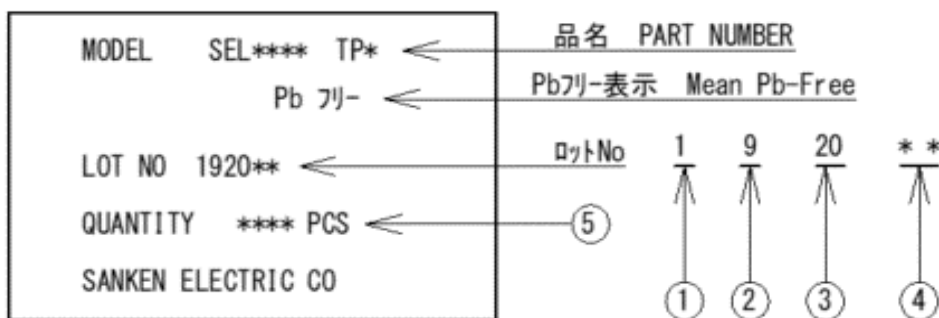 MODEL SEL**** TP*
Pb フリー
LOT NO 1920**
QUANTITY **** PCS
SANKEN ELECTRIC CO
品名 PART NUMBER
Pbフリー表示 Mean Pb-Free
ロットNo 1 9 20 **
⑤
① ② ③ ④